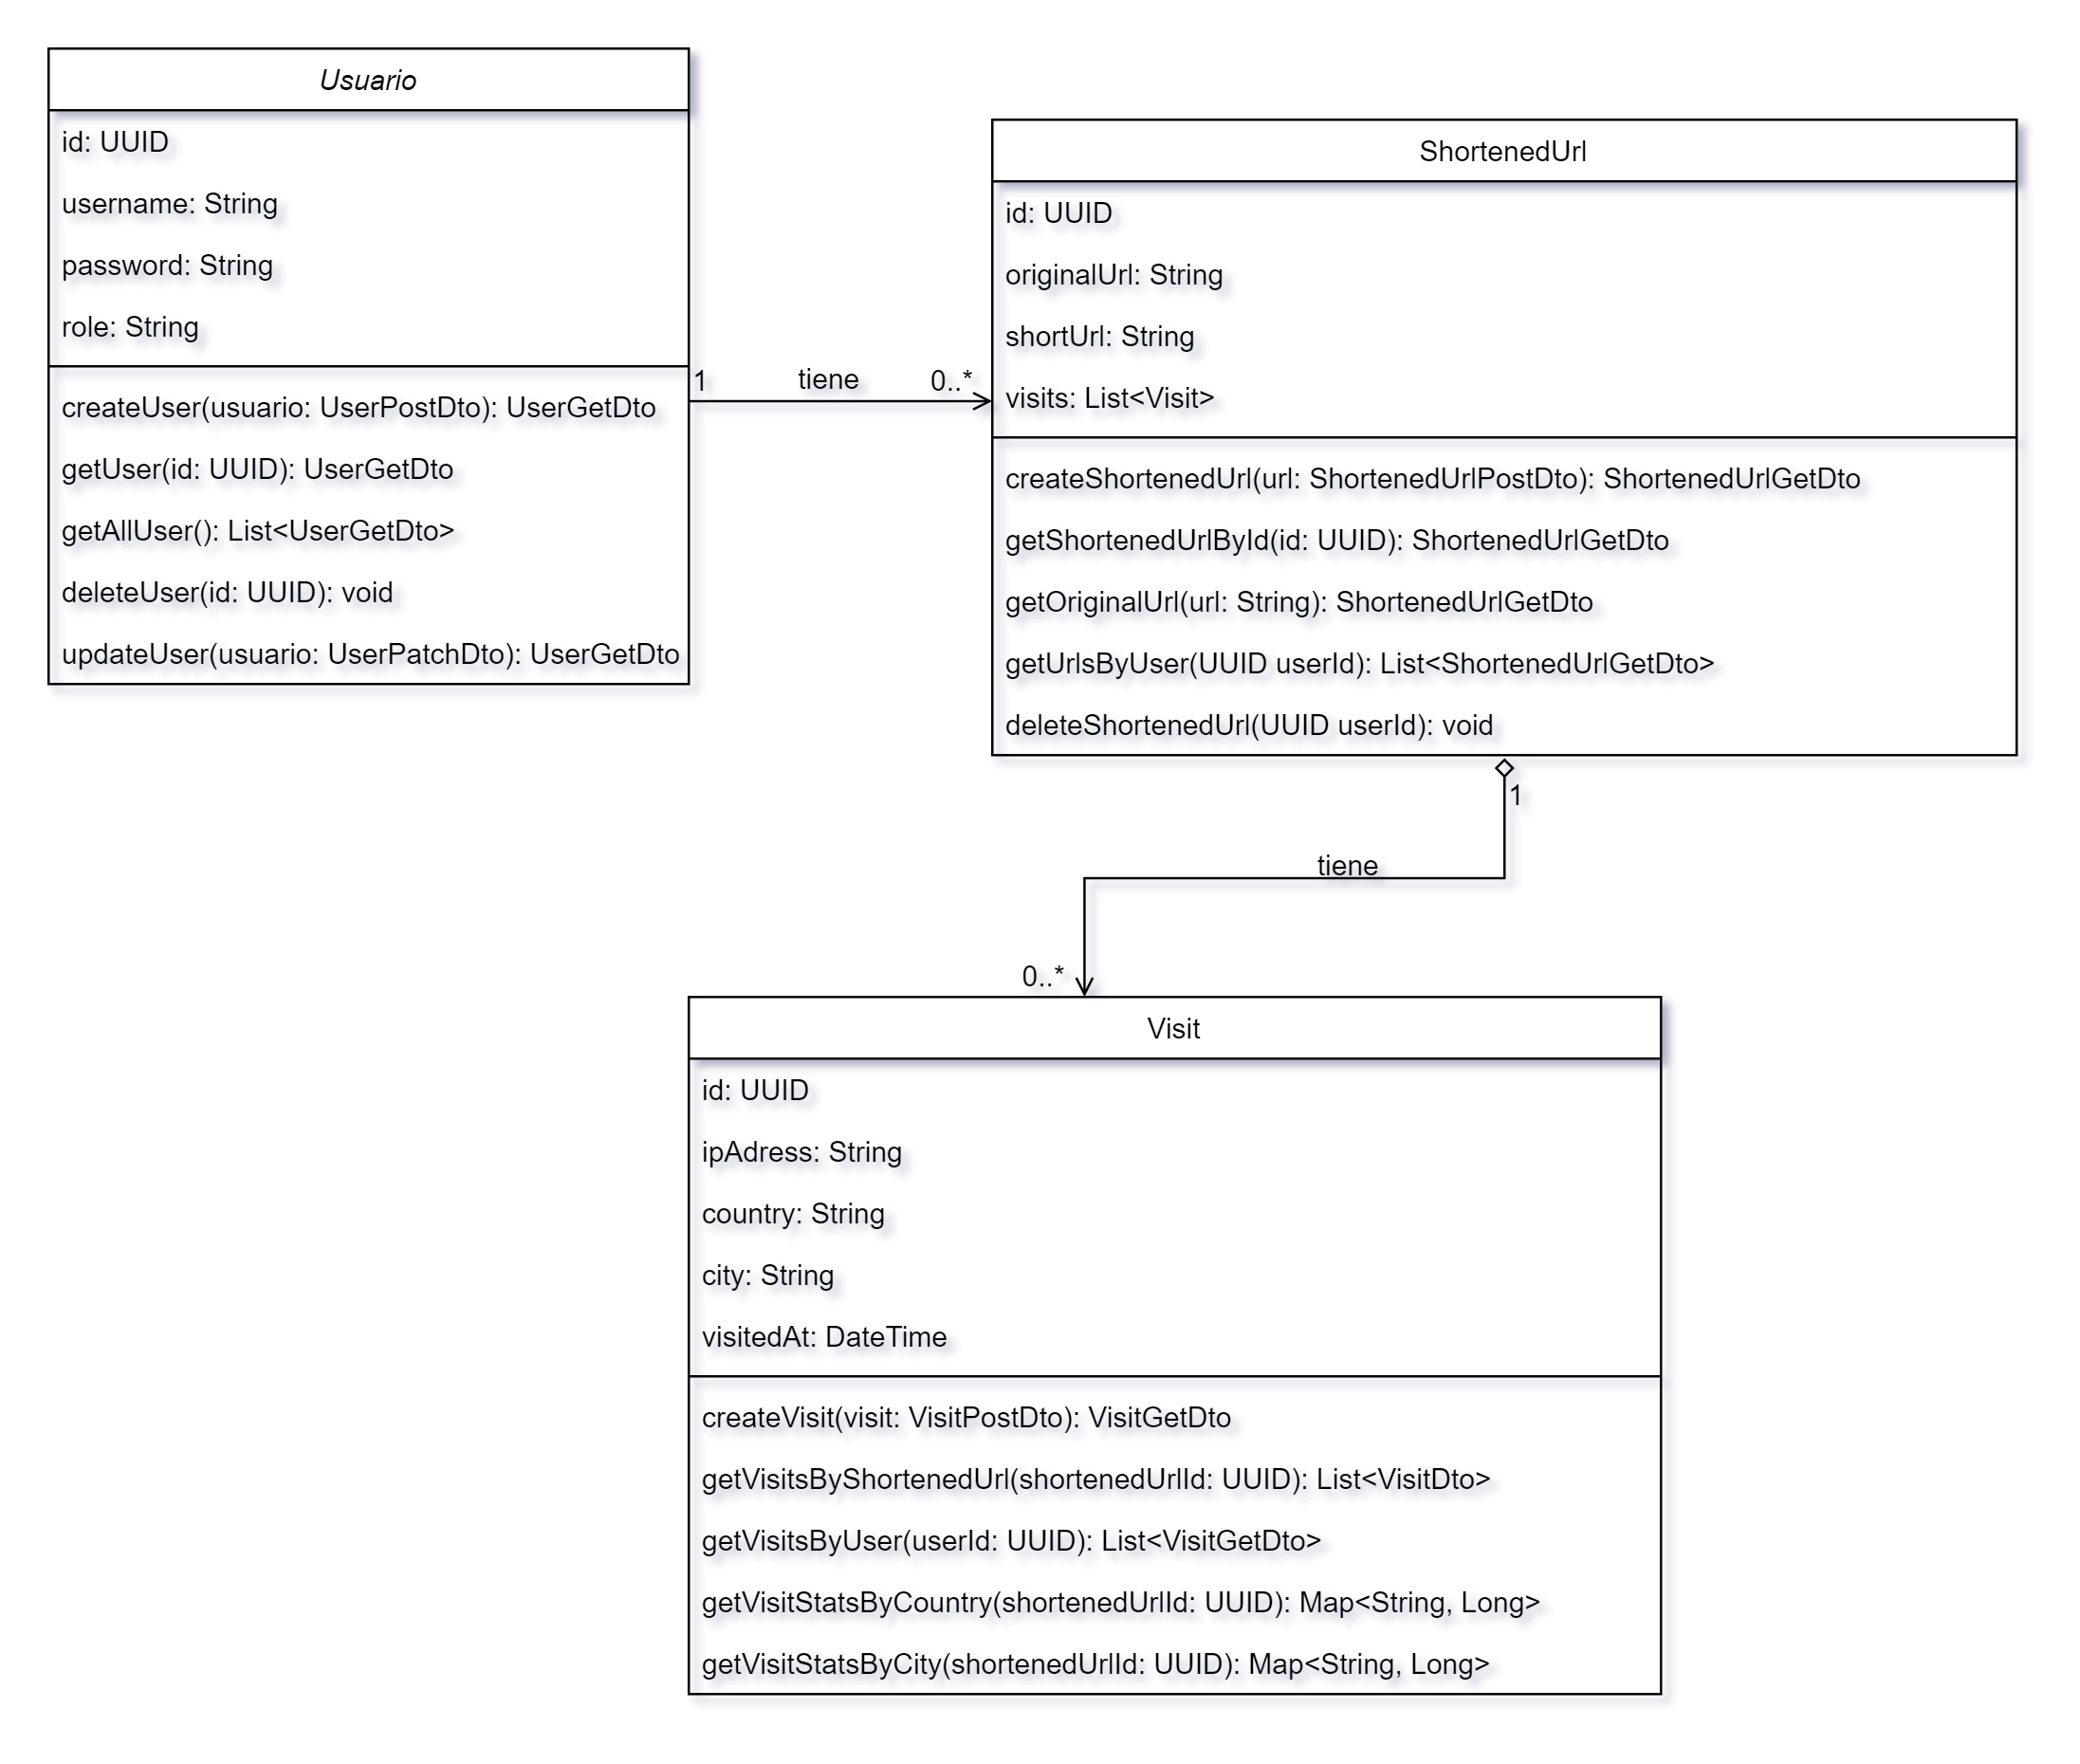 Usuario
id: UUID
username: String
password: String
role: String
createUser(usuario: UserPostDto): UserGetDto
getUser(id: UUID): UserGetDto
getAllUser(): List<UserGetDto>
deleteUser(id: UUID): void
updateUser(usuario: UserPatchDto): UserGetDto
1 tiene 0..*
ShortenedUrl
id: UUID
originalUrl: String
shortUrl: String
visits: List<Visit>
createShortenedUrl(url: ShortenedUrlPostDto): ShortenedUrlGetDto
getShortenedUrlById(id: UUID): ShortenedUrlGetDto
getOriginalUrl(url: String): ShortenedUrlGetDto
getUrlsByUser(UUID userId): List<ShortenedUrlGetDto>
deleteShortenedUrl(UUID userId): void
1
tiene
0..*
Visit
id: UUID
ipAdress: String
country: String
city: String
visitedAt: DateTime
createVisit(visit: VisitPostDto): VisitGetDto
getVisitsByShortenedUrl(shortenedUrlId: UUID): List<VisitDto>
getVisitsByUser(userId: UUID): List<VisitGetDto>
getVisitStatsByCountry(shortenedUrlId: UUID): Map<String, Long>
getVisitStatsByCity(shortenedUrlId: UUID): Map<String, Long>